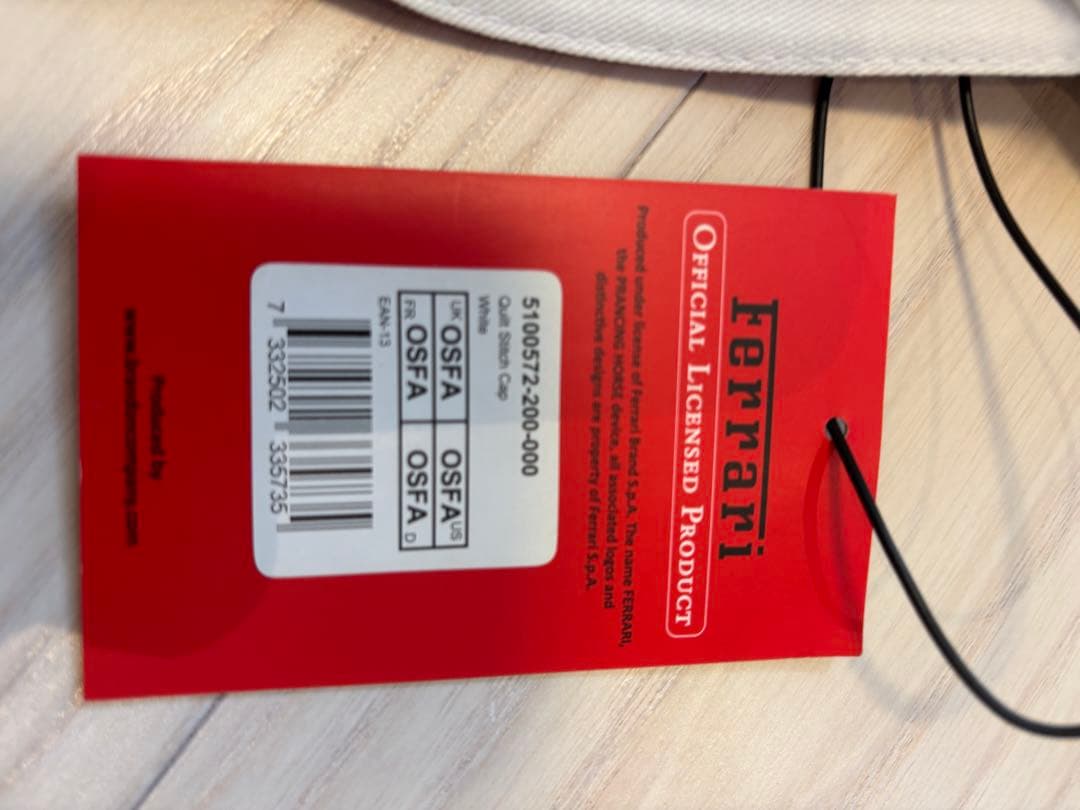 Ferrari
OFFICIAL LICENSED PRODUCT
Produced under license of Ferrari Brand S.p.A. The name FERRARI,
the PRANCING HORSE device, all associated logos and
distinctive designs are property of Ferrari S.p.A.
5100572-200-000
Quilt Stitch Cap
White
UK OSFA OSFA US
FR OSFA OSFA D
EAN-13
7 332502 335735
Produced by